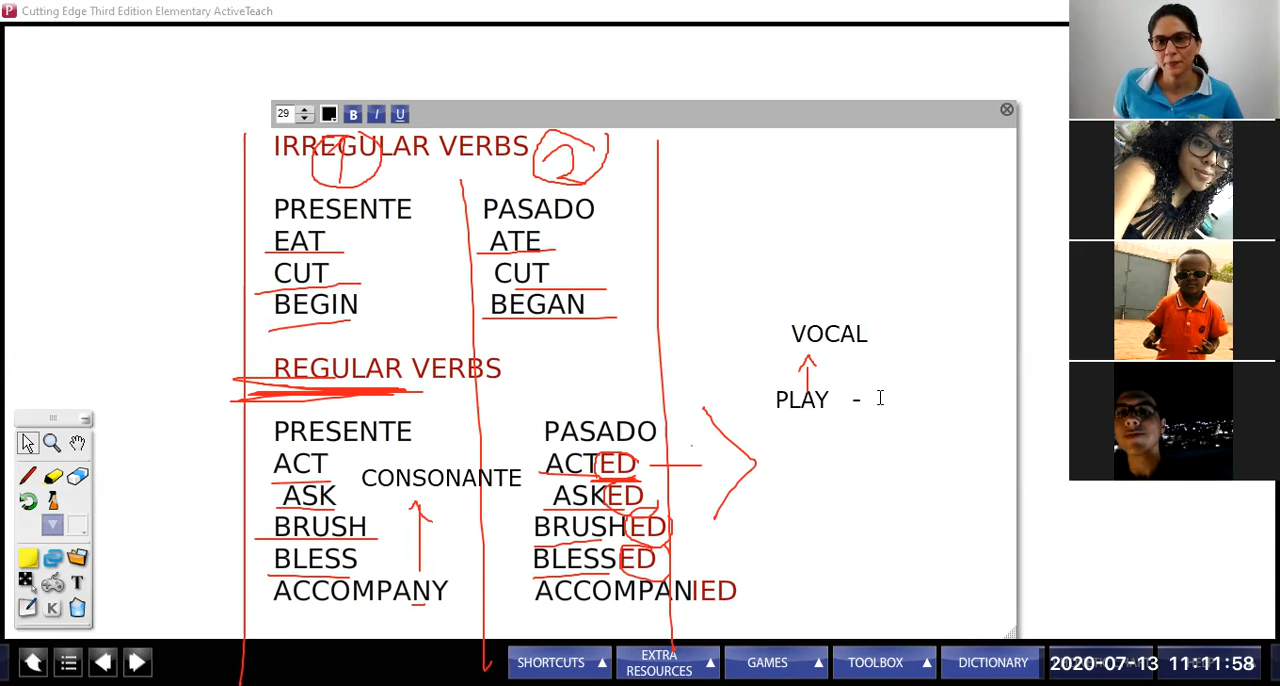 Cutting Edge Third Edition Elementary ActiveTeach
29 B I U
IRREGULAR VERBS
1 2
PRESENTE PASADO
EAT ATE
CUT CUT
BEGIN BEGAN
VOCAL
REGULAR VERBS
PLAY -
PRESENTE PASADO
ACT ACTED
CONSONANTE
ASK ASKED
BRUSH BRUSHED
BLESS BLESSED
ACCOMPANY ACCOMPANIED
T
K
SHORTCUTS EXTRA RESOURCES GAMES TOOLBOX DICTIONARY 2020-07-13 11:11:58